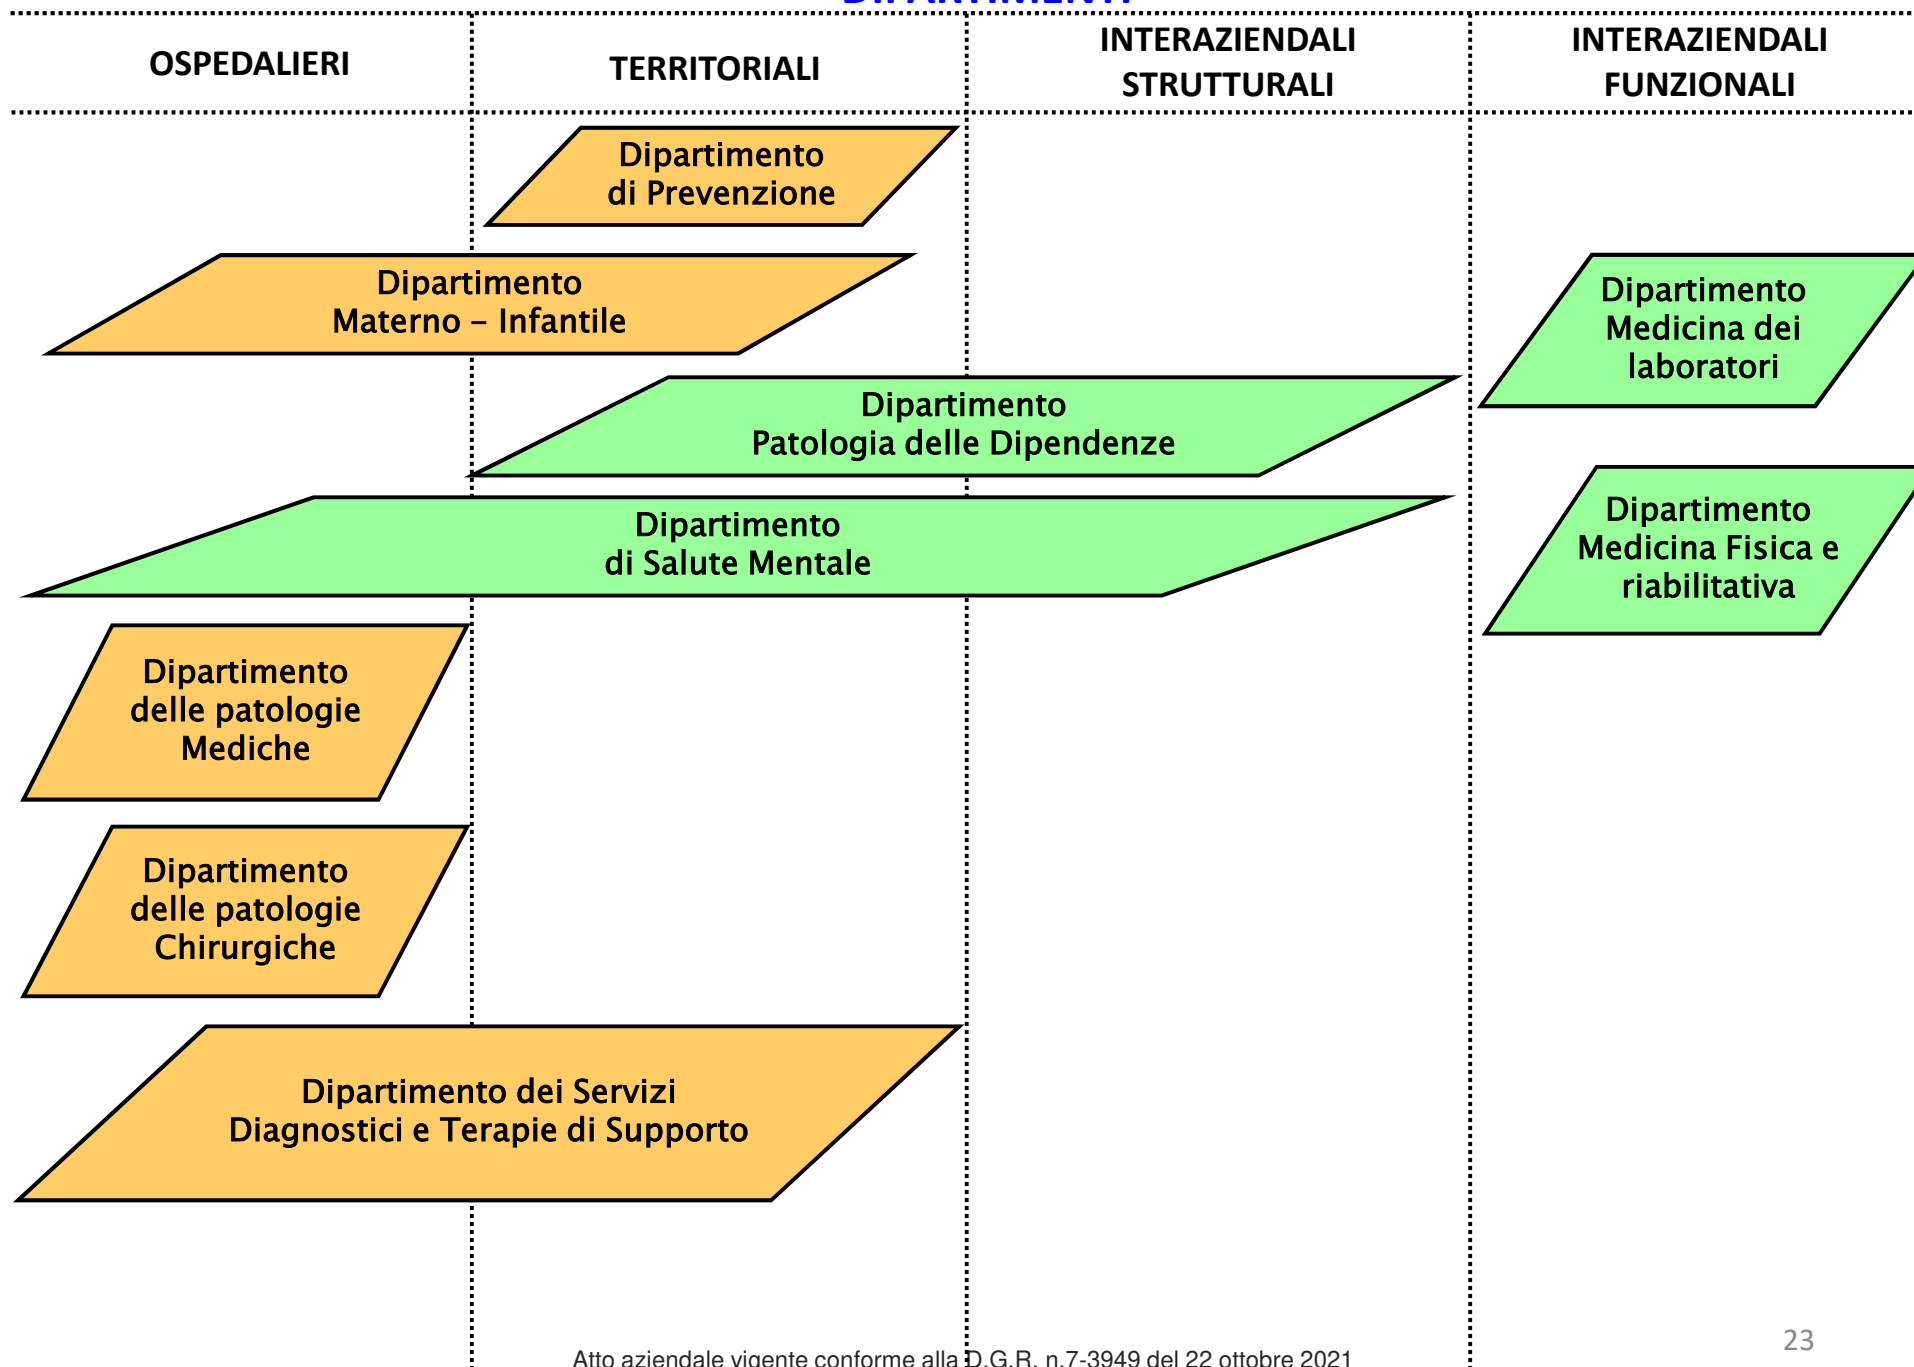 DIPARTIMENTI
OSPEDALIERI
TERRITORIALI
INTERAZIENDALI
STRUTTURALI
INTERAZIENDALI
FUNZIONALI
Dipartimento
di Prevenzione
Dipartimento
Materno – Infantile
Dipartimento
Medicina dei
laboratori
Dipartimento
Patologia delle Dipendenze
Dipartimento
di Salute Mentale
Dipartimento
Medicina Fisica e
riabilitativa
Dipartimento
delle patologie
Mediche
Dipartimento
delle patologie
Chirurgiche
Dipartimento dei Servizi
Diagnostici e Terapie di Supporto
23
Atto aziendale vigente conforme alla D.G.R. n.7-3949 del 22 ottobre 2021